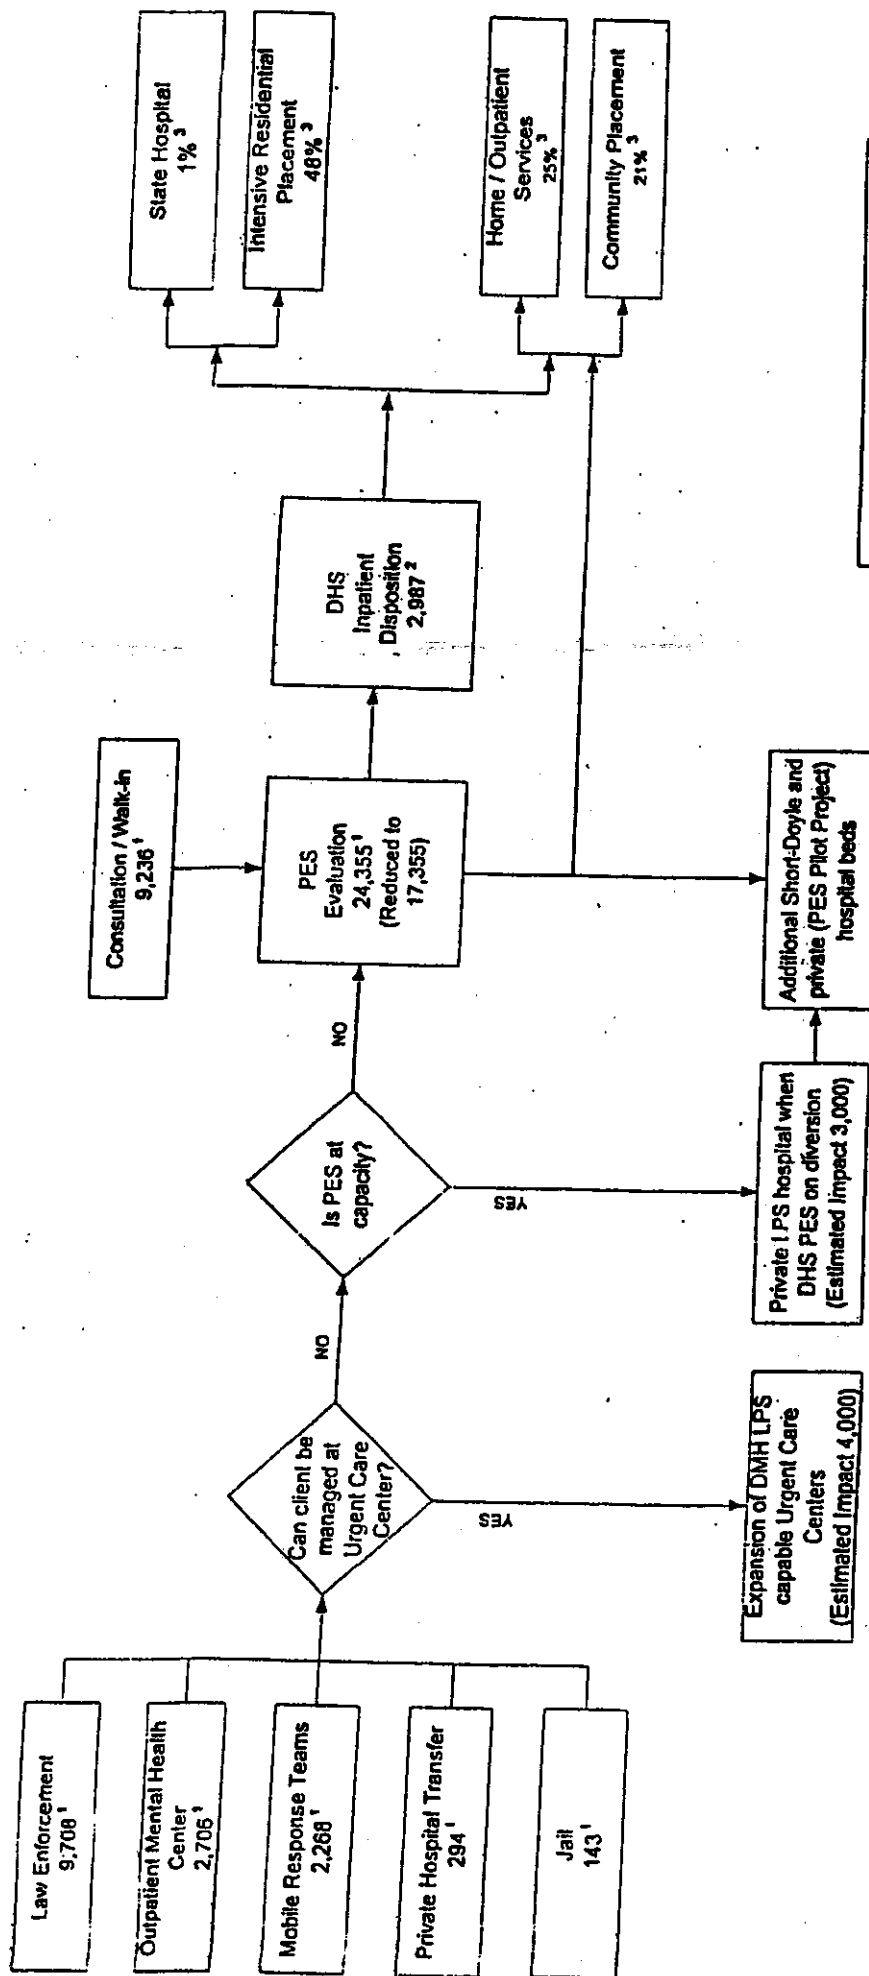 Law Enforcement
9,708 ¹
Outpatient Mental Health
Center
2,706 ¹
Mobile Response Teams
2,268 ¹
Private Hospital Transfer
294 ¹
Jail
143 ¹
Can client be
managed at
Urgent Care
Center?
NO
YES
Expansion of DMH LPS
capable Urgent Care
Centers
(Estimated Impact 4,000)
Is PES at
capacity?
NO
YES
Private LPS hospital when
DHS PES on diversion
(Estimated Impact 3,000)
Consultation / Walk-in
9,236 ¹
PES
Evaluation
24,355 ¹
(Reduced to
17,355)
Additional Short-Doyle and
private (PES Pilot Project)
hospital beds
DHS
Inpatient
Disposition
2,987 ²
State Hospital
1% ³
Intensive Residential
Placement
48% ³
Home / Outpatient
Services
25% ³
Community Placement
21% ³